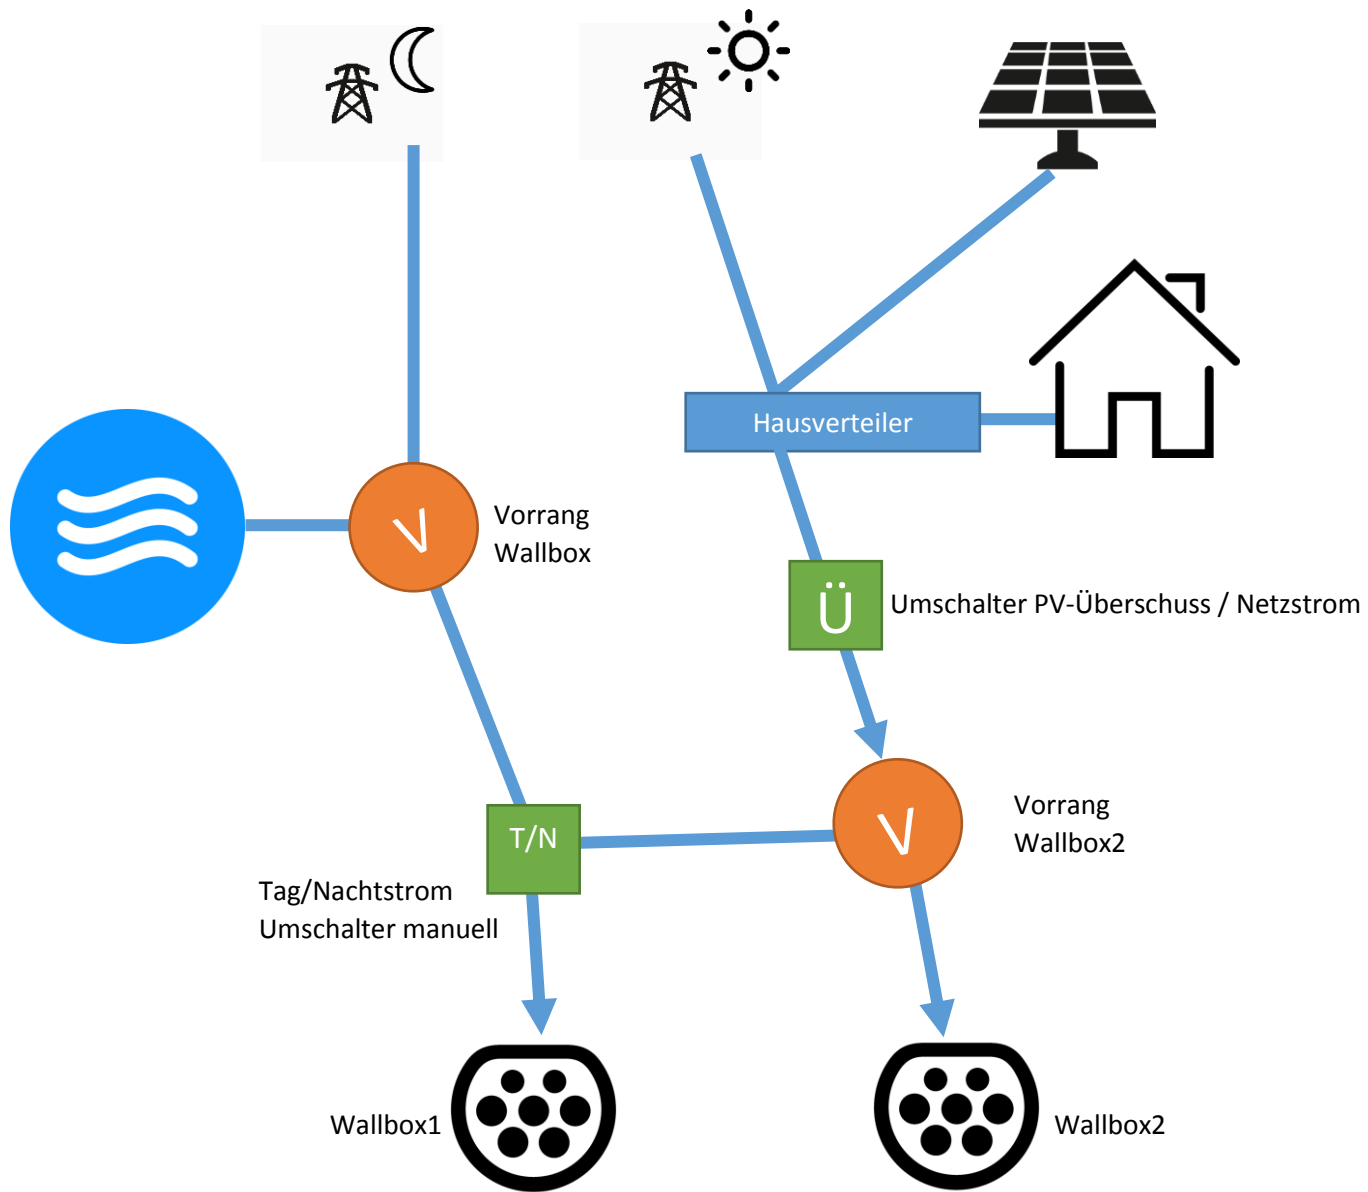 Hausverteiler
V
Vorrang
Wallbox
Ü
Umschalter PV-Überschuss / Netzstrom
T/N
V
Vorrang
Wallbox2
Tag/Nachtstrom
Umschalter manuell
Wallbox1
Wallbox2